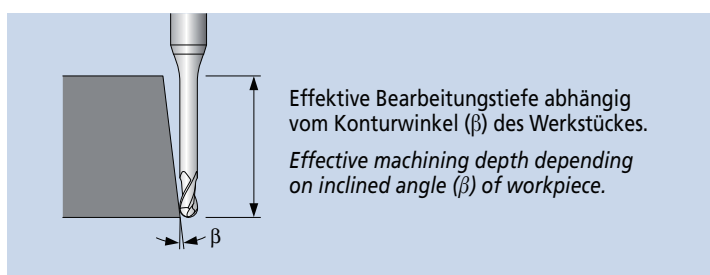 Effektive Bearbeitungstiefe abhängig
vom Konturwinkel (β) des Werkstückes.
Effective machining depth depending
on inclined angle (β) of workpiece.
β